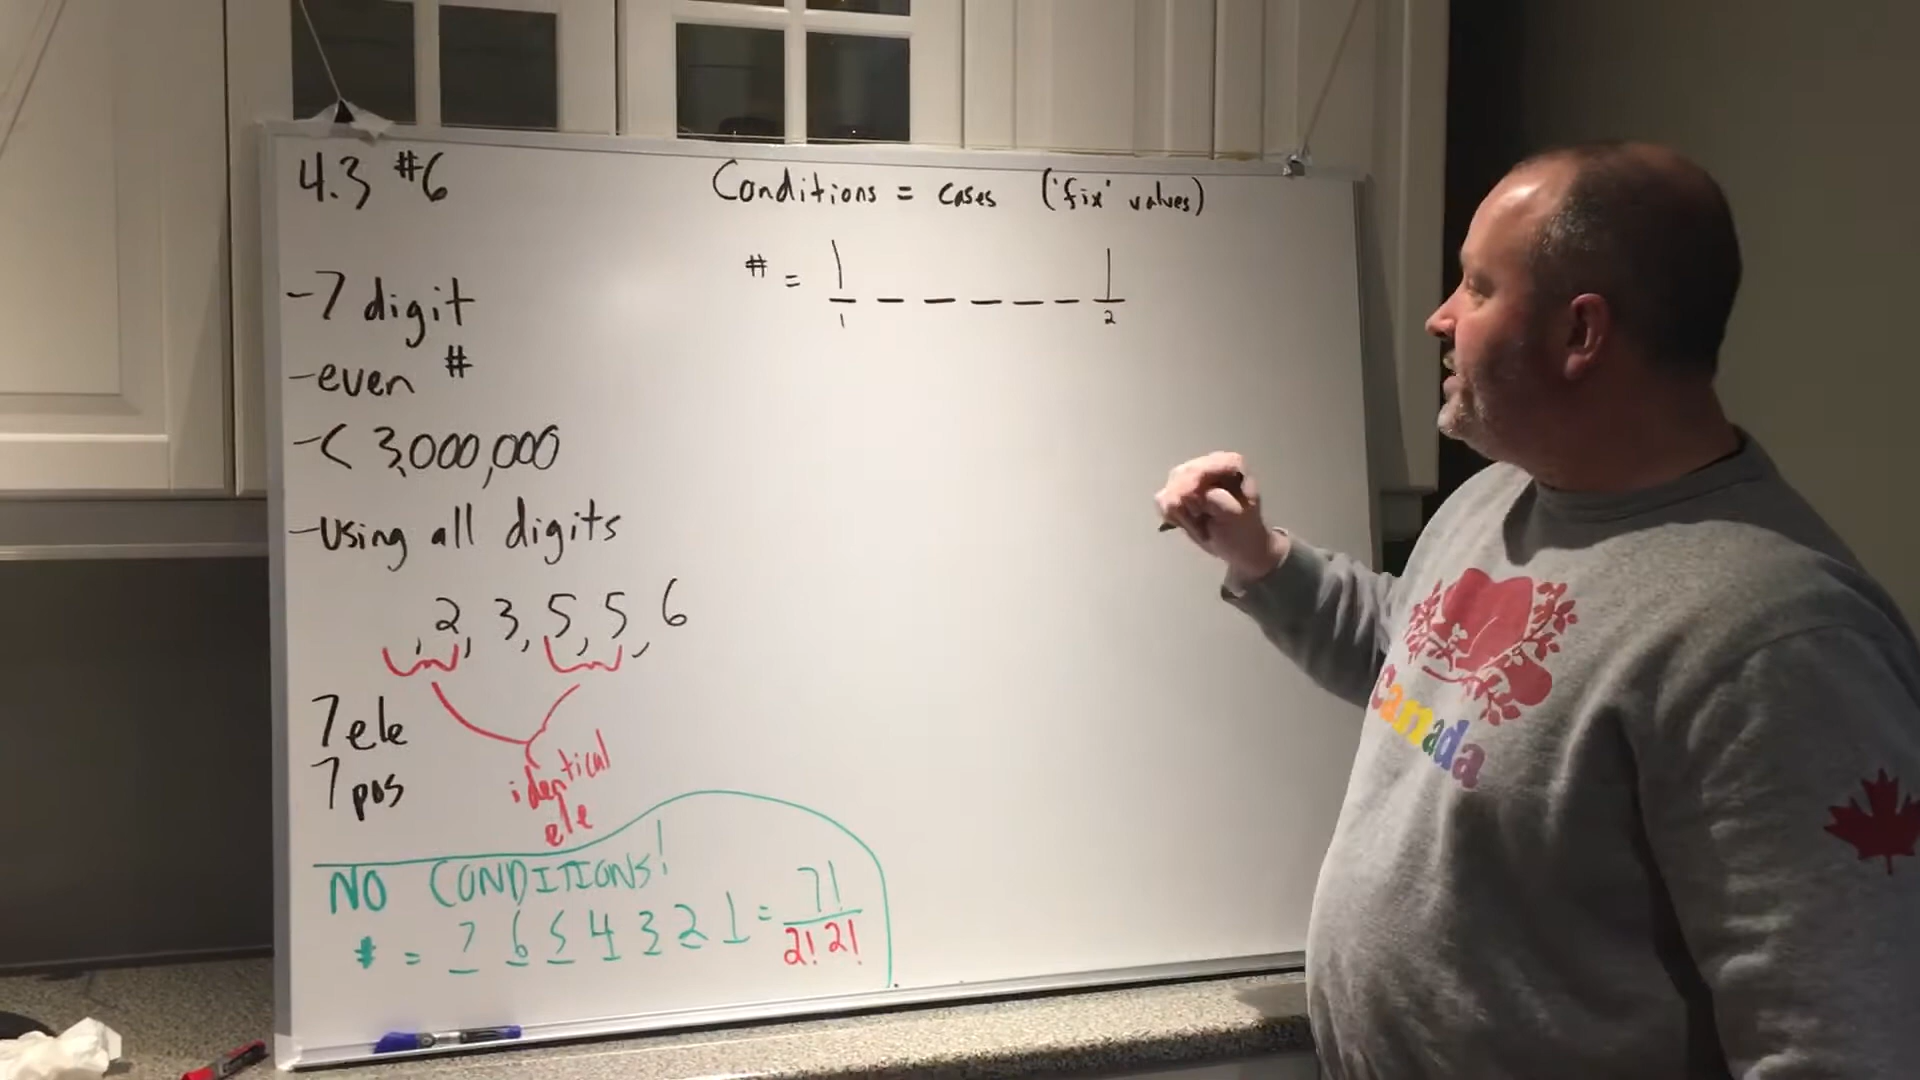 4.3 #6
Conditions = cases ('fix' values)
# = 1 _ _ _ _ _ 1
1 2
-7 digit
-even #
-< 3,000,000
-using all digits
, 2, 3, 5, 5, 6
7 ele
7 pos
identical
ele
NO CONDITIONS!
# = 7 6 5 4 3 2 1 = 7!
2! 2!
Canada